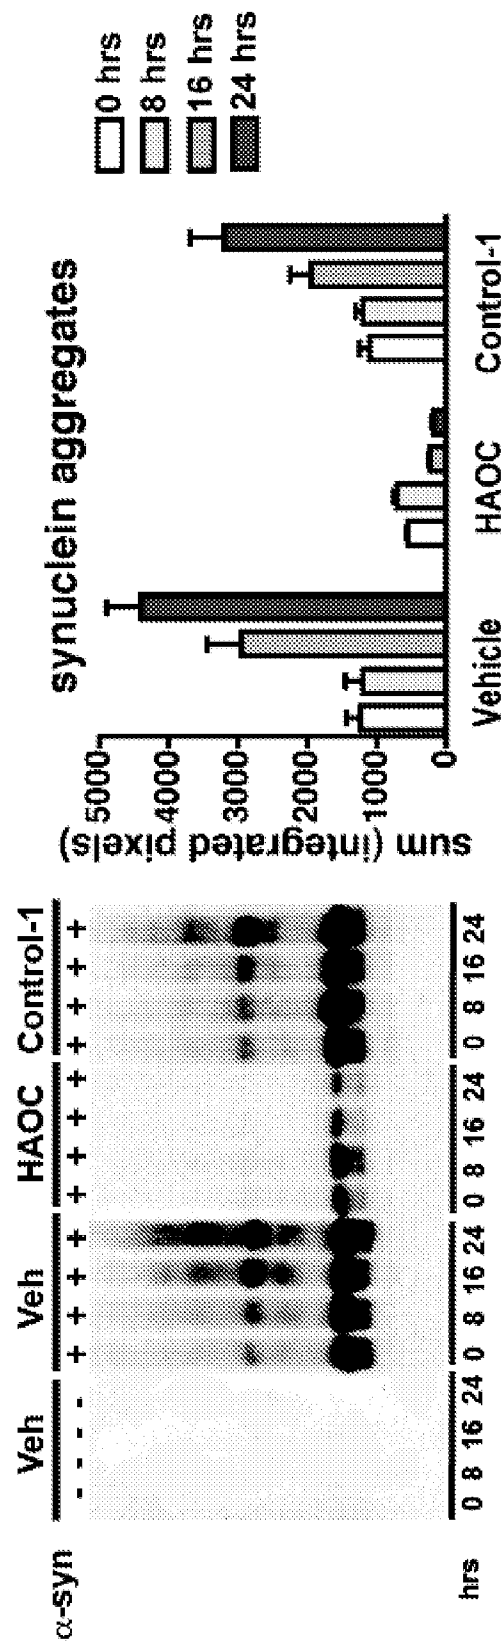 Veh Veh HAOC Control-1
α-syn - - - - + + + + + + + + + + + +
hrs 0 8 16 24 0 8 16 24 0 8 16 24 0 8 16 24
synuclein aggregates
sum (integrated pixels)
5000
4000
3000
2000
1000
0
Vehicle HAOC Control-1
0 hrs
8 hrs
16 hrs
24 hrs